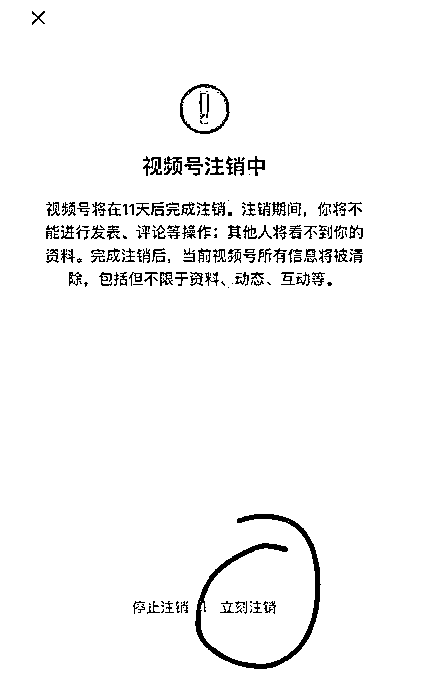 视频号注销中
视频号将在11天后完成注销。注销期间，你将不
能进行发表、评论等操作；其他人将看不到你的
资料。完成注销后，当前视频号所有信息将被清
除，包括但不限于资料、动态、互动等。
停止注销 | 立刻注销